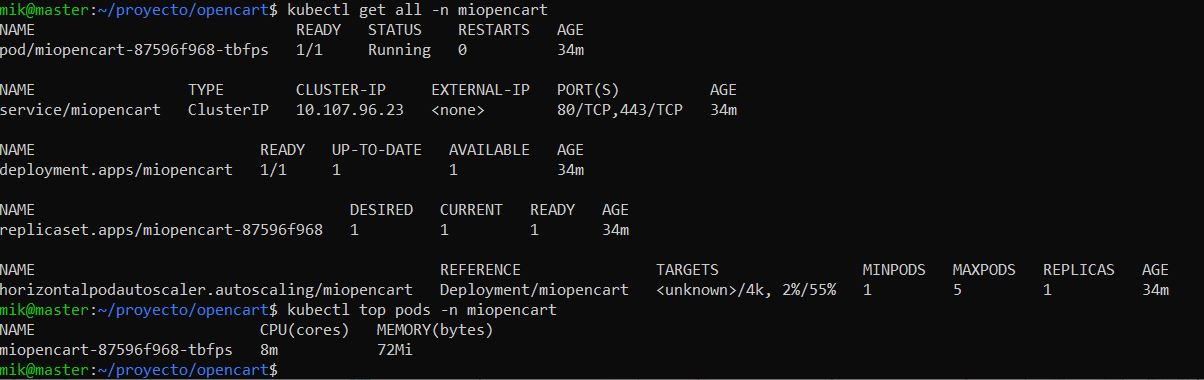 mik@master:~/proyecto/opencart$ kubectl get all -n miopencart
NAME READY STATUS RESTARTS AGE
pod/miopencart-87596f968-tbfps 1/1 Running 0 34m
NAME TYPE CLUSTER-IP EXTERNAL-IP PORT(S) AGE
service/miopencart ClusterIP 10.107.96.23 <none> 80/TCP,443/TCP 34m
NAME READY UP-TO-DATE AVAILABLE AGE
deployment.apps/miopencart 1/1 1 1 34m
NAME DESIRED CURRENT READY AGE
replicaset.apps/miopencart-87596f968 1 1 1 34m
NAME REFERENCE TARGETS MINPODS MAXPODS REPLICAS AGE
horizontalpodautoscaler.autoscaling/miopencart Deployment/miopencart <unknown>/4k, 2%/55% 1 5 1 34m
mik@master:~/proyecto/opencart$ kubectl top pods -n miopencart
NAME CPU(cores) MEMORY(bytes)
miopencart-87596f968-tbfps 8m 72Mi
mik@master:~/proyecto/opencart$